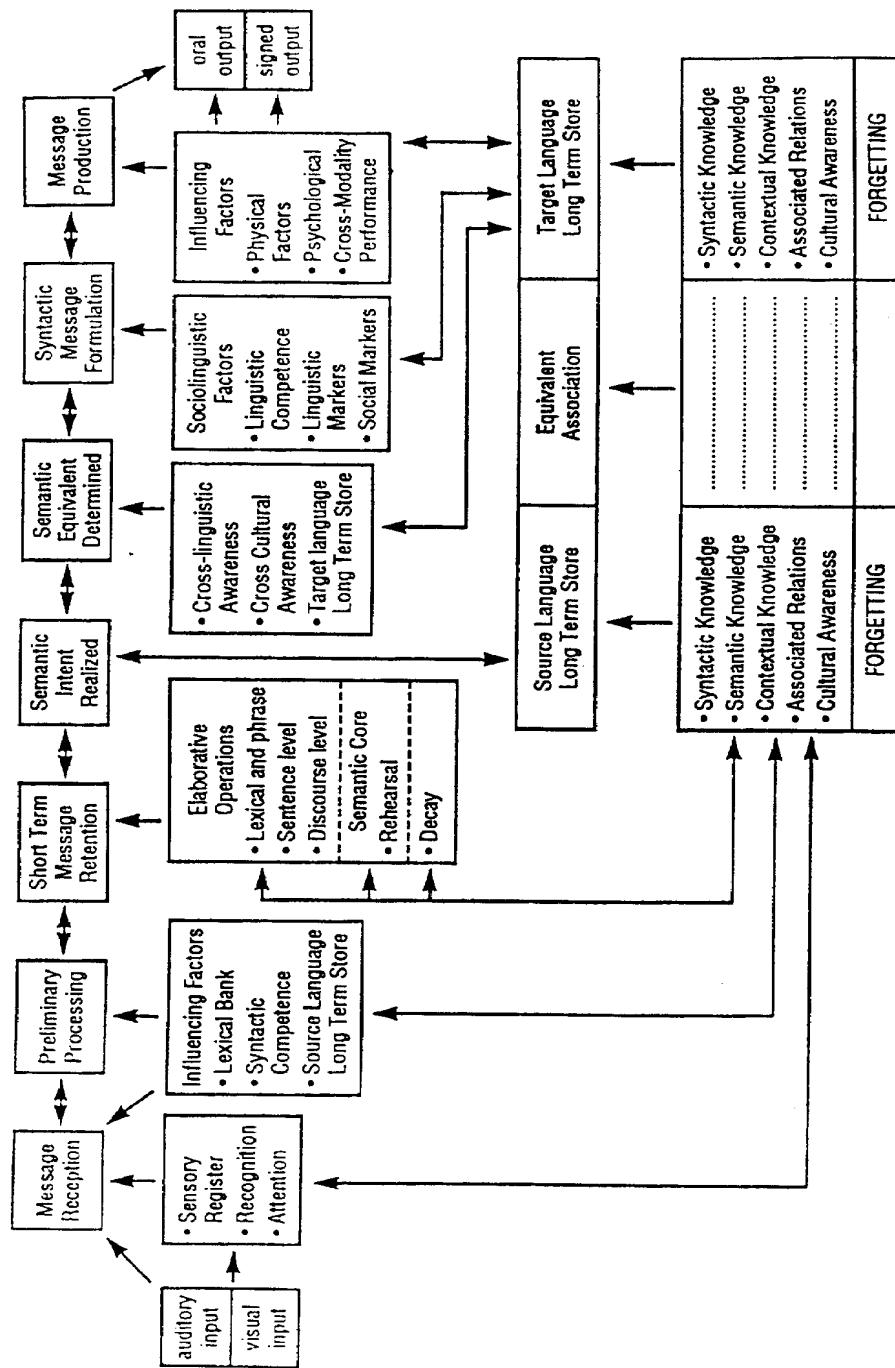 auditory
input
visual
input
Message
Reception
Preliminary
Processing
Short Term
Message
Retention
Semantic
Intent
Realized
Semantic
Equivalent
Determined
Syntactic
Message
Formulation
Message
Production
oral
output
signed
output
• Sensory
Register
• Recognition
• Attention
Influencing Factors
• Lexical Bank
• Syntactic
Competence
• Source Language
Long Term Store
Elaborative
Operations
• Lexical and phrase
• Sentence level
• Discourse level
Semantic Core
• Rehearsal
• Decay
• Cross-linguistic
Awareness
• Cross Cultural
Awareness
• Target language
Long Term Store
Sociolinguistic
Factors
• Linguistic
Competence
• Linguistic
Markers
• Social Markers
Influencing
Factors
• Physical
Factors
• Psychological
• Cross-Modality
Performance
Source Language
Long Term Store
Equivalent
Association
Target Language
Long Term Store
• Syntactic Knowledge
• Semantic Knowledge
• Contextual Knowledge
• Associated Relations
• Cultural Awareness
FORGETTING
• Syntactic Knowledge
• Semantic Knowledge
• Contextual Knowledge
• Associated Relations
• Cultural Awareness
FORGETTING